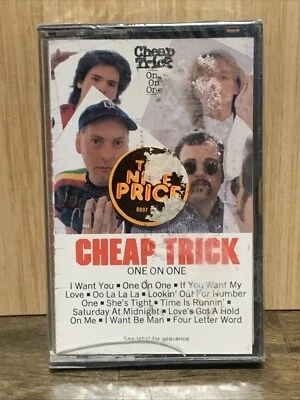 Cheap
Trick
One
On
One
THE
NICE
PRICE
CHEAP TRICK
ONE ON ONE
I Want You ▪ One On One ▪ If You Want My
Love ▪ Oo La La La ▪ Lookin' Out For Number
One ▪ She's Tight ▪ Time Is Runnin' ▪
Saturday At Midnight ▪ Love's Got A Hold
On Me ▪ I Want Be Man ▪ Four Letter Word
See label for sequence